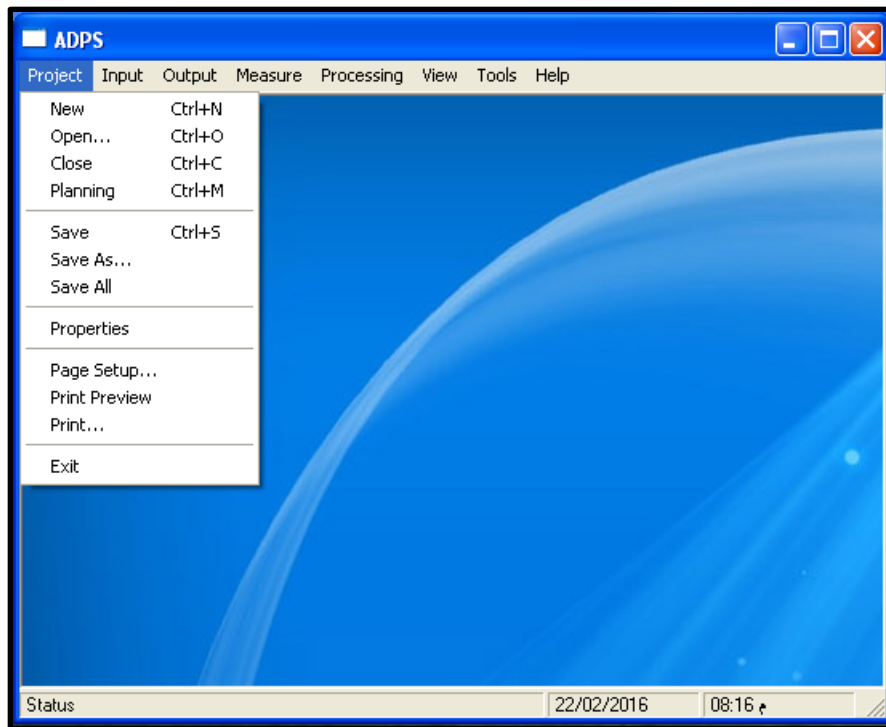 ADPS
Project Input Output Measure Processing View Tools Help
New Ctrl+N
Open... Ctrl+O
Close Ctrl+C
Planning Ctrl+M
Save Ctrl+S
Save As...
Save All
Properties
Page Setup...
Print Preview
Print...
Exit
Status 22/02/2016 08:16 م